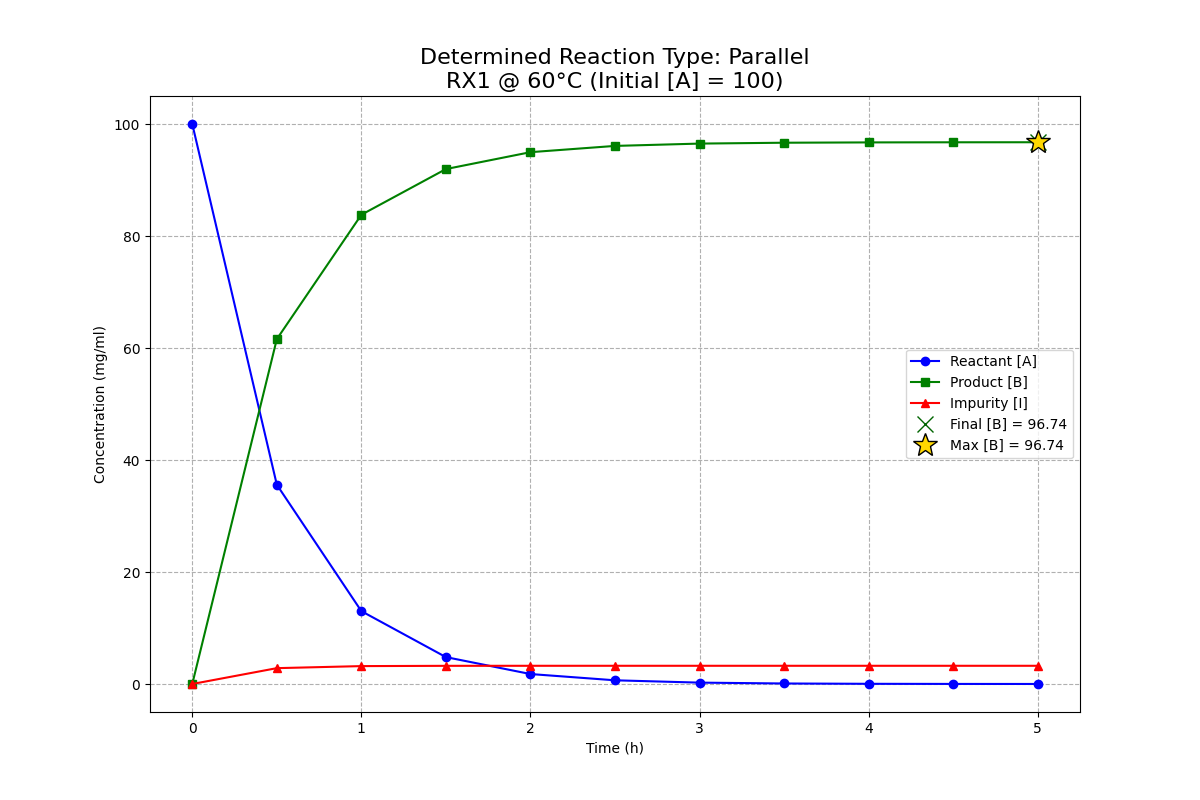 Determined Reaction Type: Parallel
RX1 @ 60°C (Initial [A] = 100)
Concentration (mg/ml)
100
80
60
40
20
0
Reactant [A]
Product [B]
Impurity [I]
Final [B] = 96.74
Max [B] = 96.74
0 1 2 3 4 5
Time (h)